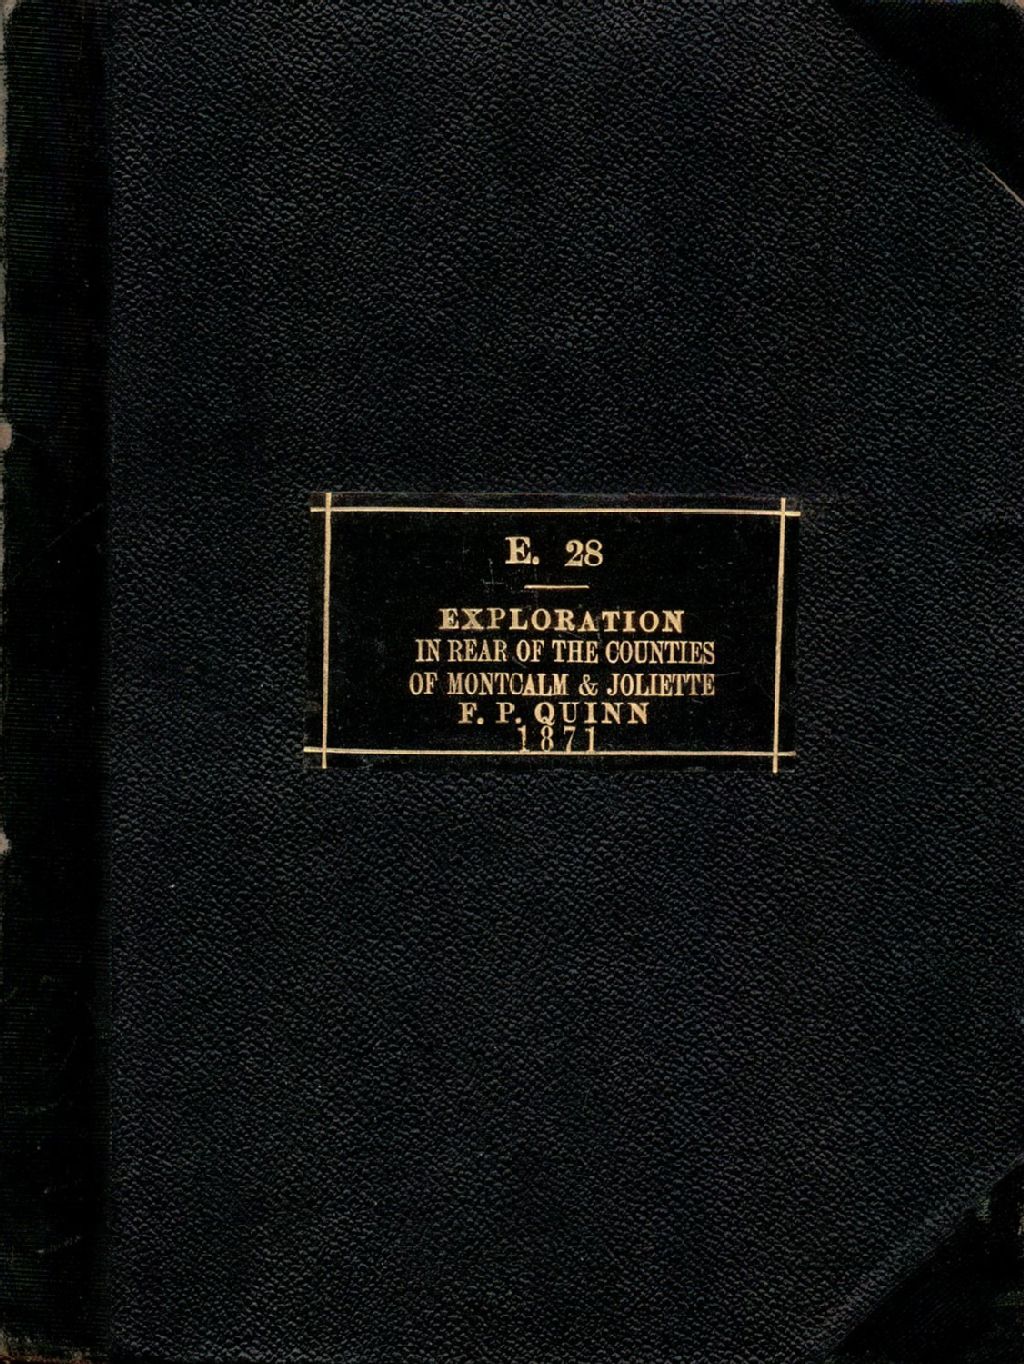 E. 28
EXPLORATION
IN REAR OF THE COUNTIES
OF MONTCALM & JOLIETTE
F. P. QUINN
1871